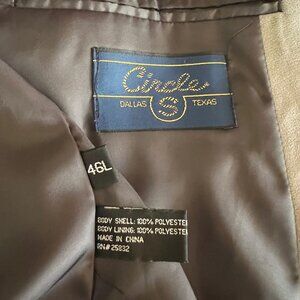 Circle
S
DALLAS TEXAS
46L
BODY SHELL: 100% POLYESTER
BODY LINING: 100% POLYESTER
MADE IN CHINA
RN# 25832